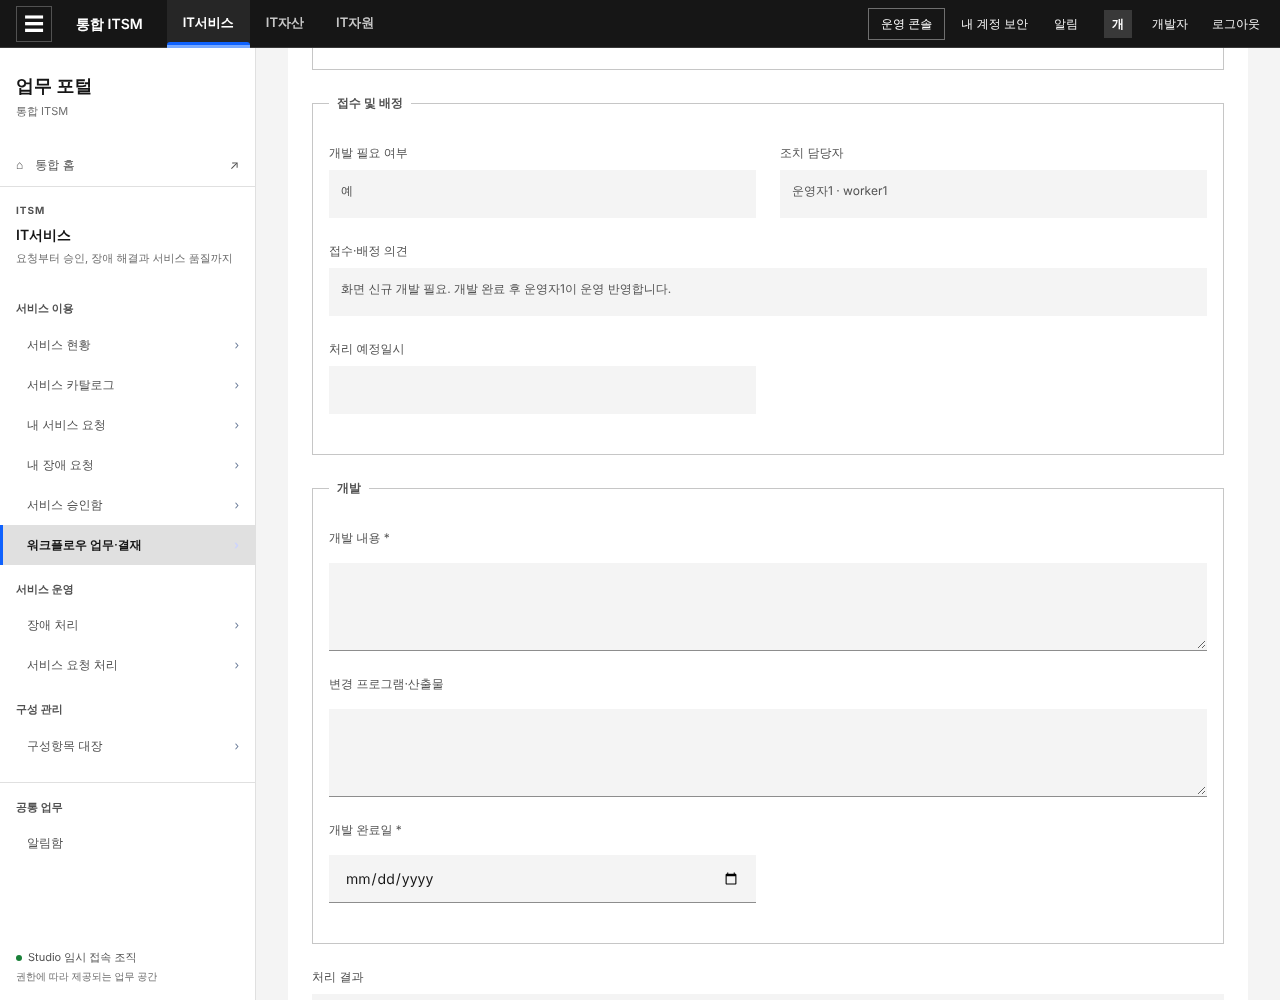 통합 ITSM
IT서비스
IT자산
IT자원
운영 콘솔
내 계정 보안
알림
개
개발자
로그아웃
업무 포털
통합 ITSM
통합 홈
ITSM
IT서비스
요청부터 승인, 장애 해결과 서비스 품질까지
서비스 이용
서비스 현황
서비스 카탈로그
내 서비스 요청
내 장애 요청
서비스 승인함
워크플로우 업무·결재
서비스 운영
장애 처리
서비스 요청 처리
구성 관리
구성항목 대장
공통 업무
알림함
Studio 임시 접속 조직
권한에 따라 제공되는 업무 공간
접수 및 배정
개발 필요 여부
예
조치 담당자
운영자1 · worker1
접수·배정 의견
화면 신규 개발 필요. 개발 완료 후 운영자1이 운영 반영합니다.
처리 예정일시
개발
개발 내용 *
변경 프로그램·산출물
개발 완료일 *
mm/dd/yyyy
처리 결과